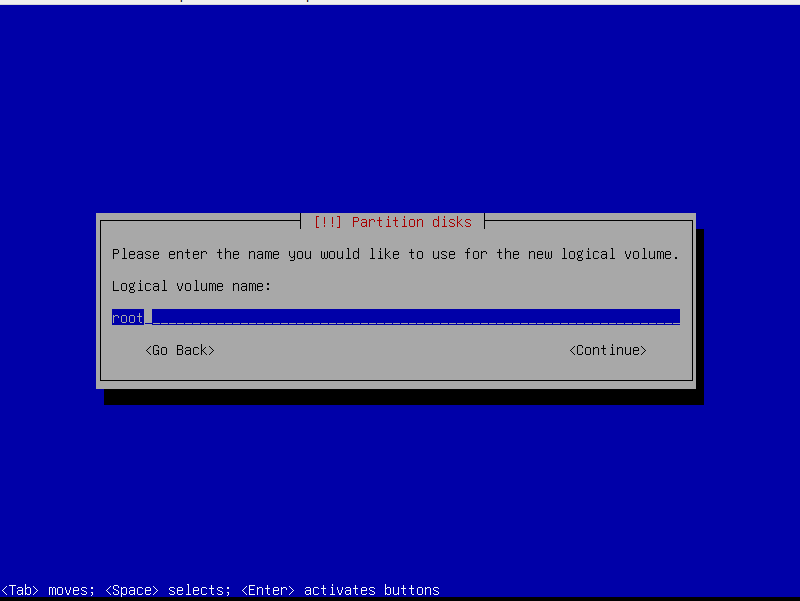 [!!] Partition disks
Please enter the name you would like to use for the new logical volume.
Logical volume name:
root
<Go Back> <Continue>
<Tab> moves; <Space> selects; <Enter> activates buttons